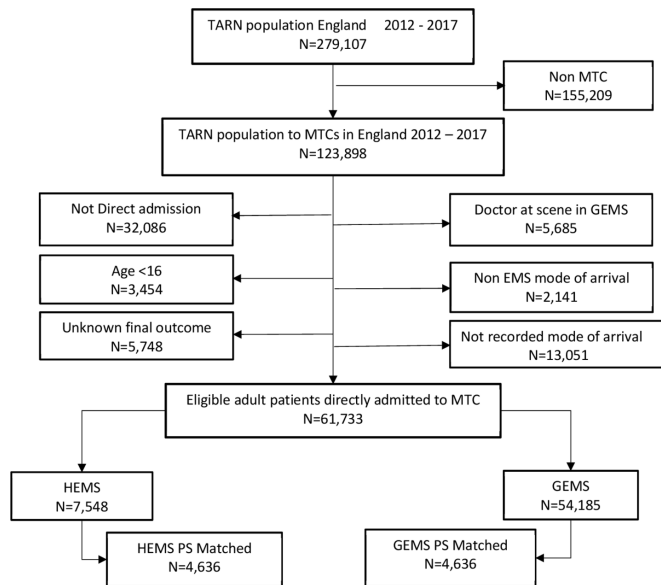 TARN population England 2012 - 2017
N=279,107
Non MTC
N=155,209
TARN population to MTCs in England 2012 – 2017
N=123,898
Not Direct admission
N=32,086
Doctor at scene in GEMS
N=5,685
Age <16
N=3,454
Non EMS mode of arrival
N=2,141
Unknown final outcome
N=5,748
Not recorded mode of arrival
N=13,051
Eligible adult patients directly admitted to MTC
N=61,733
HEMS
N=7,548
GEMS
N=54,185
HEMS PS Matched
N=4,636
GEMS PS Matched
N=4,636